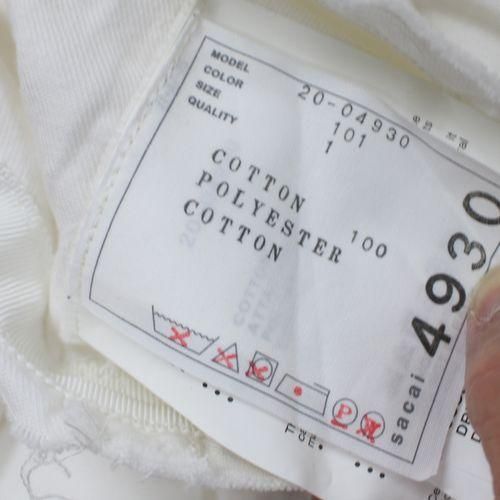 MODEL 20-04930
COLOR 101
SIZE 1
QUALITY
COTTON
POLYESTER 100
COTTON
sacai 4930
P